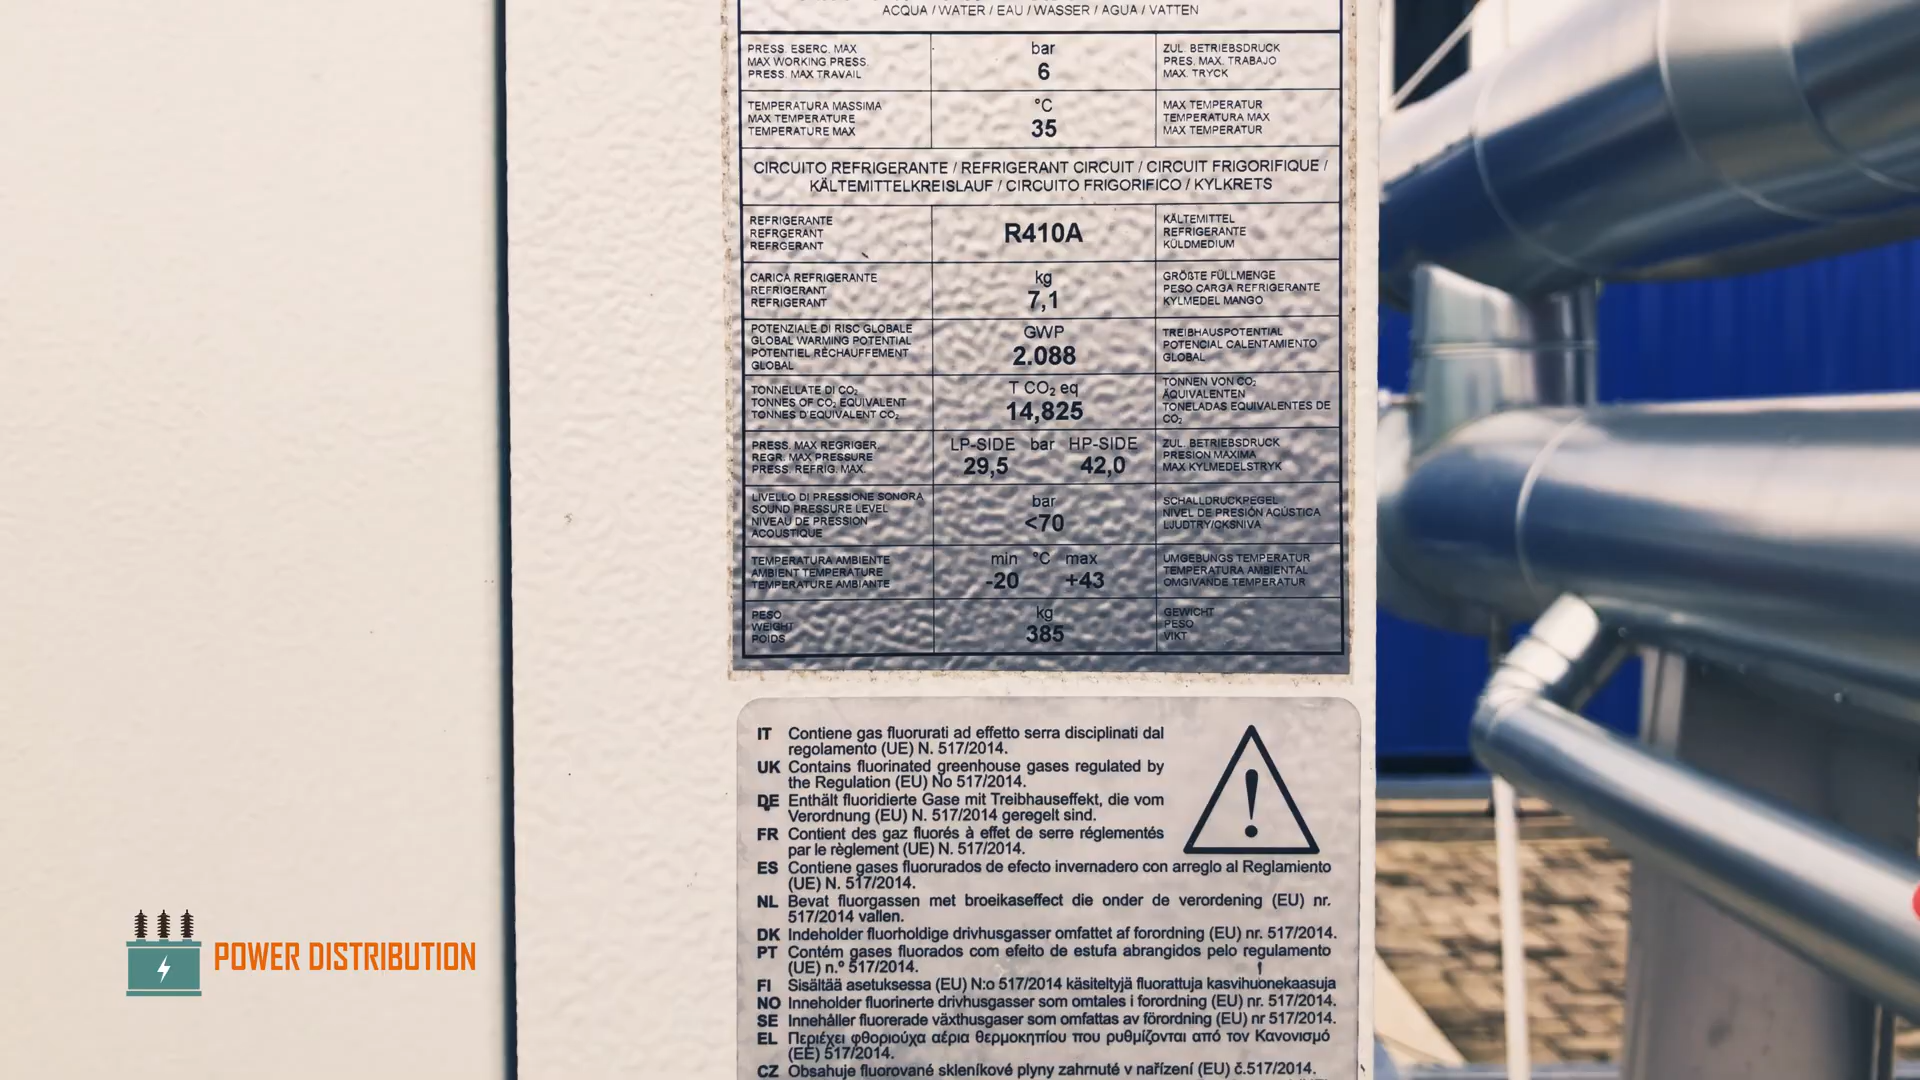 ACQUA / WATER / EAU / WASSER / AGUA / VATTEN
PRESS. ESERC. MAX
MAX WORKING PRESS.
PRESS. MAX TRAVAIL
bar
6
ZUL. BETRIEBSDRUCK
PRES. MAX. TRABAJO
MAX. TRYCK
TEMPERATURA MASSIMA
MAX TEMPERATURE
TEMPERATURE MAX
°C
35
MAX TEMPERATUR
TEMPERATURA MAX
MAX TEMPERATUR
CIRCUITO REFRIGERANTE / REFRIGERANT CIRCUIT / CIRCUIT FRIGORIFIQUE /
KÄLTEMITTELKREISLAUF / CIRCUITO FRIGORIFICO / KYLKRETS
REFRIGERANTE
REFRGERANT
REFRGERANT
R410A
KÄLTEMITTEL
REFRIGERANTE
KÜLDMEDIUM
CARICA REFRIGERANTE
REFRIGERANT
REFRIGERANT
kg
7,1
GRÖßTE FÜLLMENGE
PESO CARGA REFRIGERANTE
KYLMEDEL MANGO
POTENZIALE DI RISC GLOBALE
GLOBAL WARMING POTENTIAL
POTENTIEL RÈCHAUFFEMENT
GLOBAL
GWP
2.088
TREIBHAUSPOTENTIAL
POTENCIAL CALENTAMIENTO
GLOBAL
TONNELLATE DI CO₂
TONNES OF CO₂ EQUIVALENT
TONNES D'EQUIVALENT CO₂
T CO₂ eq
14,825
TONNEN VON CO₂
ÄQUIVALENTEN
TONELADAS EQUIVALENTES DE
CO₂
PRESS. MAX REGRIGER.
REGR. MAX PRESSURE
PRESS. REFRIG. MAX.
LP-SIDE bar HP-SIDE
29,5 42,0
ZUL. BETRIEBSDRUCK
PRESION MAXIMA
MAX KYLMEDELSTRYK
LIVELLO DI PRESSIONE SONORA
SOUND PRESSURE LEVEL
NIVEAU DE PRESSION
ACOUSTIQUE
bar
<70
SCHALLDRUCKPEGEL
NIVEL DE PRESIÓN ACÚSTICA
LJUDTRY/CKSNIVA
TEMPERATURA AMBIENTE
AMBIENT TEMPERATURE
TEMPERATURE AMBIANTE
min °C max
-20 +43
UMGEBUNGS TEMPERATUR
TEMPERATURA AMBIENTAL
OMGIVANDE TEMPERATUR
PESO
WEIGHT
POIDS
kg
385
GEWICHT
PESO
VIKT
IT Contiene gas fluorurati ad effetto serra disciplinati dal
regolamento (UE) N. 517/2014.
UK Contains fluorinated greenhouse gases regulated by
the Regulation (EU) No 517/2014.
DE Enthält fluoridierte Gase mit Treibhauseffekt, die vom
Verordnung (EU) N. 517/2014 geregelt sind.
FR Contient des gaz fluorés à effet de serre réglementés
par le règlement (UE) N. 517/2014.
ES Contiene gases fluorurados de efecto invernadero con arreglo al Reglamiento
(UE) N. 517/2014.
NL Bevat fluorgassen met broeikaseffect die onder de verordening (EU) nr.
517/2014 vallen.
DK Indeholder fluorholdige drivhusgasser omfattet af forordning (EU) nr. 517/2014.
PT Contém gases fluorados com efeito de estufa abrangidos pelo regulamento
(UE) n.º 517/2014.
FI Sisältää asetuksessa (EU) N:o 517/2014 käsiteltyjä fluorattuja kasvihuonekaasuja
NO Inneholder fluorinerte drivhusgasser som omtales i forordning (EU) nr. 517/2014.
SE Innehåller fluorerade växthusgaser som omfattas av förordning (EU) nr 517/2014.
EL Περιέχει φθοριούχα αέρια θερμοκηπίου που ρυθμίζονται από τον Κανονισμό
(ΕΕ) 517/2014.
CZ Obsahuje fluorované skleníkové plyny zahrnuté v nařízení (EU) č.517/2014.
POWER DISTRIBUTION